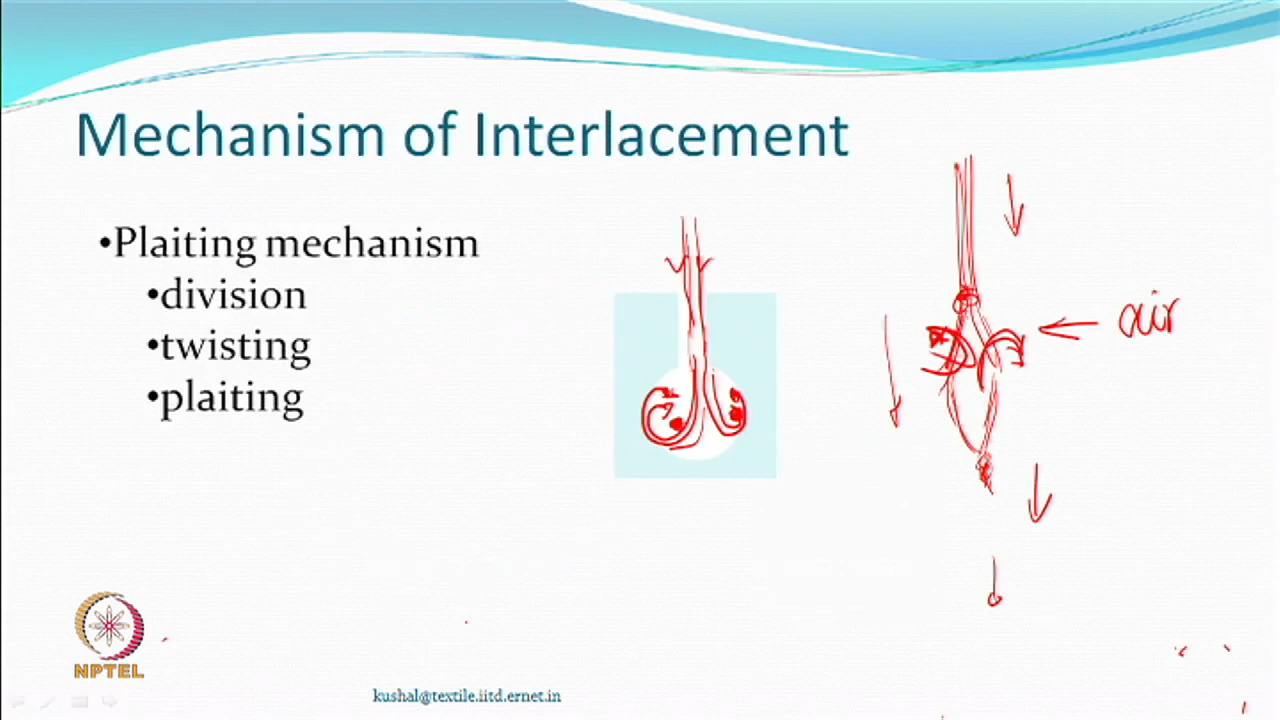 Mechanism of Interlacement
•Plaiting mechanism
•division
•twisting
•plaiting
air
NPTEL
kushal@textile.iitd.ernet.in